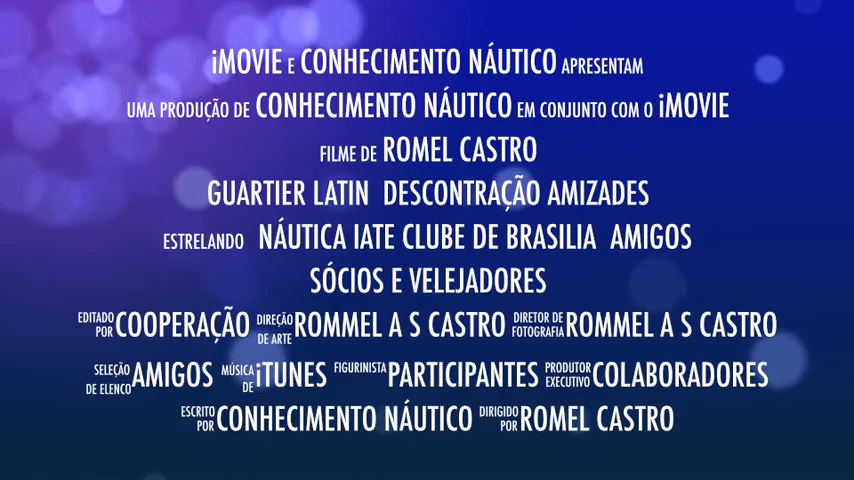 iMOVIE E CONHECIMENTO NÁUTICO APRESENTAM
UMA PRODUÇÃO DE CONHECIMENTO NÁUTICO EM CONJUNTO COM O iMOVIE
FILME DE ROMEL CASTRO
GUARTIER LATIN DESCONTRAÇÃO AMIZADES
ESTRELANDO NÁUTICA IATE CLUBE DE BRASILIA AMIGOS
SÓCIOS E VELEJADORES
EDITADO POR COOPERAÇÃO DIREÇÃO DE ARTE ROMMEL A S CASTRO DIRETOR DE FOTOGRAFIA ROMMEL A S CASTRO
SELEÇÃO DE ELENCO AMIGOS MÚSICA DE iTUNES FIGURINISTA PARTICIPANTES PRODUTOR EXECUTIVO COLABORADORES
ESCRITO POR CONHECIMENTO NÁUTICO DIRIGIDO POR ROMEL CASTRO